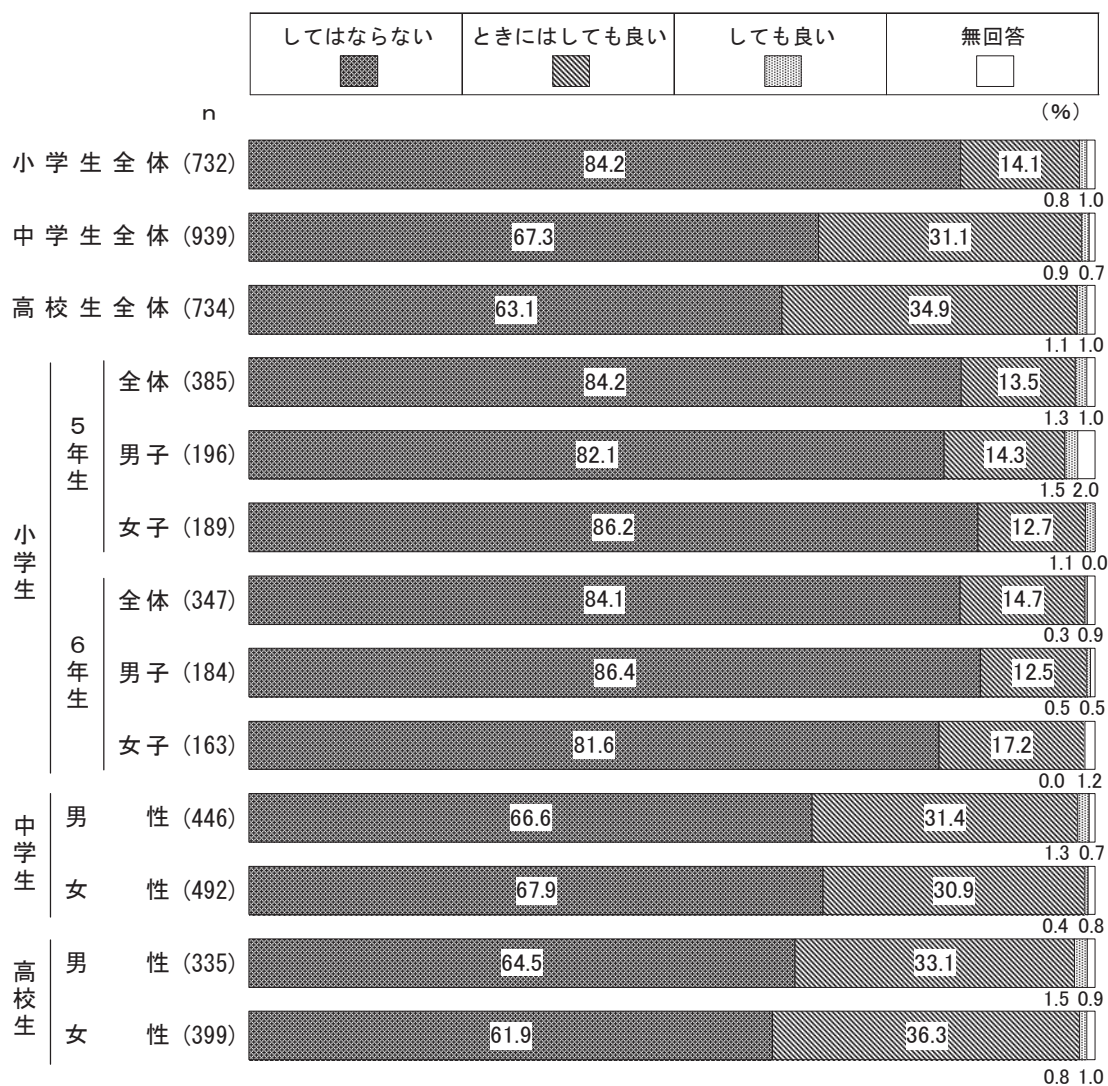 してはならない ときにはしても良い しても良い 無回答
n (%)
小学生全体 (732) 84.2 14.1
0.8 1.0
中学生全体 (939) 67.3 31.1
0.9 0.7
高校生全体 (734) 63.1 34.9
1.1 1.0
小学生
5年生
全体 (385) 84.2 13.5
1.3 1.0
男子 (196) 82.1 14.3
1.5 2.0
女子 (189) 86.2 12.7
1.1 0.0
6年生
全体 (347) 84.1 14.7
0.3 0.9
男子 (184) 86.4 12.5
0.5 0.5
女子 (163) 81.6 17.2
0.0 1.2
中学生
男性 (446) 66.6 31.4
1.3 0.7
女性 (492) 67.9 30.9
0.4 0.8
高校生
男性 (335) 64.5 33.1
1.5 0.9
女性 (399) 61.9 36.3
0.8 1.0